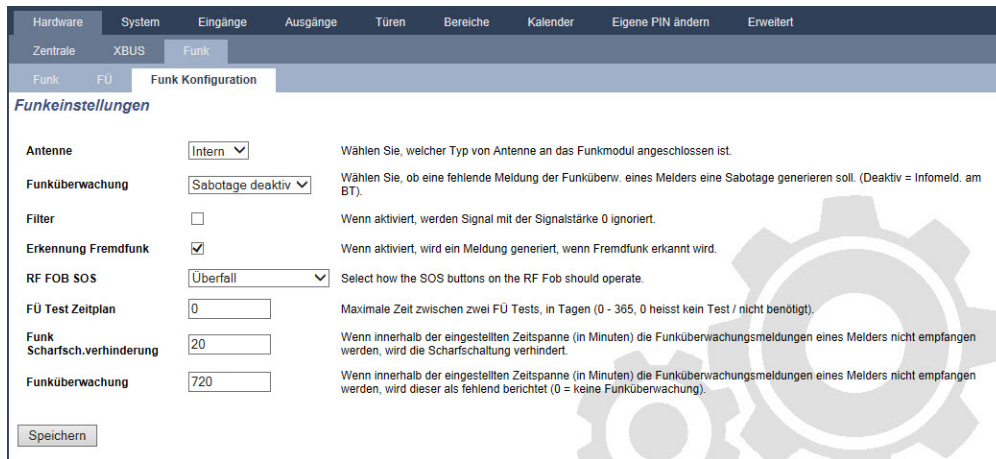 Hardware System Eingänge Ausgänge Türen Bereiche Kalender Eigene PIN ändern Erweitert
Zentrale XBUS Funk
Funk FÜ Funk Konfiguration
Funkeinstellungen
Antenne Intern Wählen Sie, welcher Typ von Antenne an das Funkmodul angeschlossen ist.
Funküberwachung Sabotage deaktiv Wählen Sie, ob eine fehlende Meldung der Funküberw. eines Melders eine Sabotage generieren soll. (Deaktiv = Infomeld. am
BT).
Filter Wenn aktiviert, werden Signal mit der Signalstärke 0 ignoriert.
Erkennung Fremdfunk Wenn aktiviert, wird ein Meldung generiert, wenn Fremdfunk erkannt wird.
RF FOB SOS Überfall Select how the SOS buttons on the RF Fob should operate.
FÜ Test Zeitplan 0 Maximale Zeit zwischen zwei FÜ Tests, in Tagen (0 - 365, 0 heisst kein Test / nicht benötigt).
Funk
Scharfsch.verhinderung 20 Wenn innerhalb der eingestellten Zeitspanne (in Minuten) die Funküberwachungsmeldungen eines Melders nicht empfangen
werden, wird die Scharfschaltung verhindert.
Funküberwachung 720 Wenn innerhalb der eingestellten Zeitspanne (in Minuten) die Funküberwachungsmeldungen eines Melders nicht empfangen
werden, wird dieser als fehlend berichtet (0 = keine Funküberwachung).
Speichern